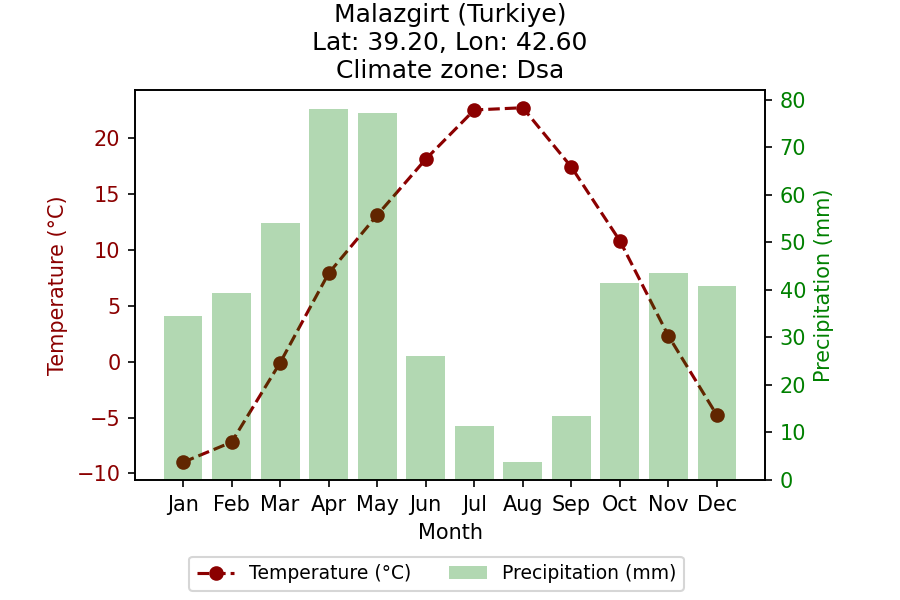 Malazgirt (Turkiye)
Lat: 39.20, Lon: 42.60
Climate zone: Dsa
Temperature (°C)
20
15
10
5
0
−5
−10
80
70
60
50
40
30
20
10
0
Precipitation (mm)
Jan Feb Mar Apr May Jun Jul Aug Sep Oct Nov Dec
Month
Temperature (°C) Precipitation (mm)